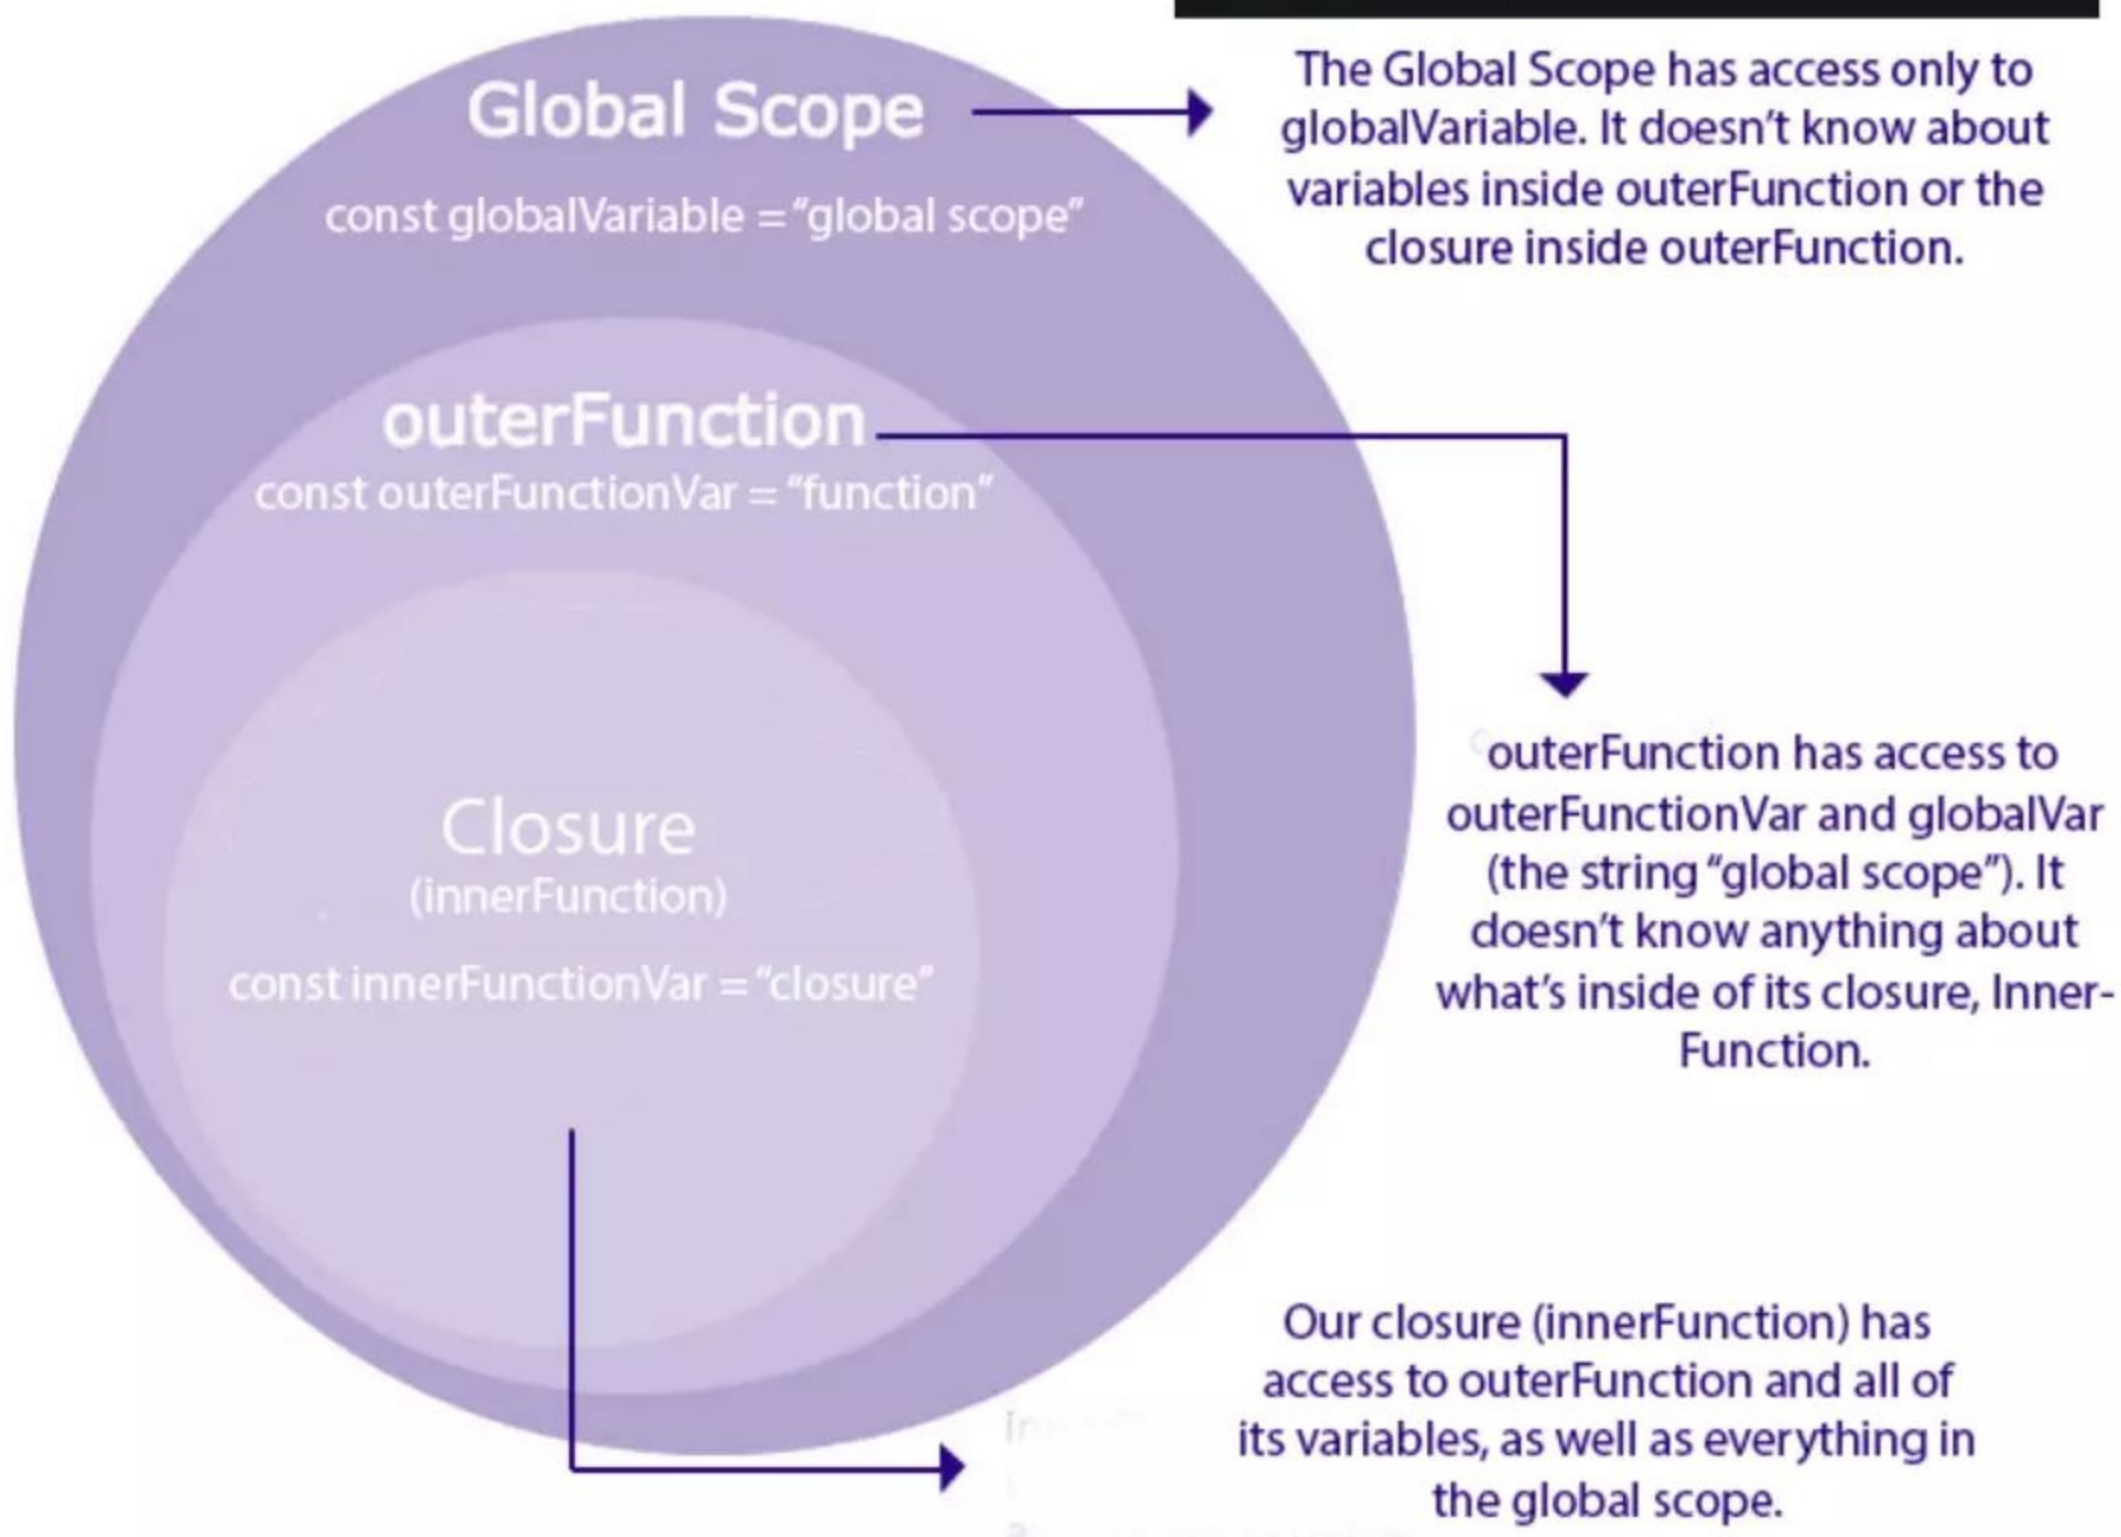 Global Scope
const globalVariable = “global scope”
The Global Scope has access only to
globalVariable. It doesn’t know about
variables inside outerFunction or the
closure inside outerFunction.
outerFunction
const outerFunctionVar = “function”
outerFunction has access to
outerFunctionVar and globalVar
(the string “global scope”). It
doesn’t know anything about
what’s inside of its closure, Inner-
Function.
Closure
(innerFunction)
const innerFunctionVar = “closure”
Our closure (innerFunction) has
access to outerFunction and all of
its variables, as well as everything in
the global scope.